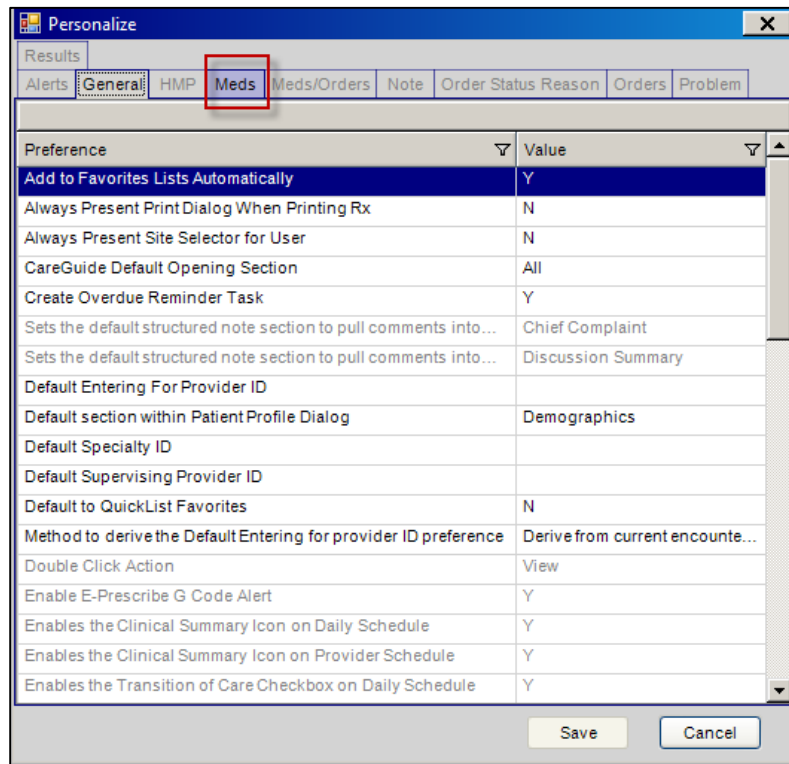 Personalize
Results
Alerts General HMP Meds Meds/Orders Note Order Status Reason Orders Problem
Preference Value
Add to Favorites Lists Automatically Y
Always Present Print Dialog When Printing Rx N
Always Present Site Selector for User N
CareGuide Default Opening Section All
Create Overdue Reminder Task Y
Sets the default structured note section to pull comments into... Chief Complaint
Sets the default structured note section to pull comments into... Discussion Summary
Default Entering For Provider ID
Default section within Patient Profile Dialog Demographics
Default Specialty ID
Default Supervising Provider ID
Default to QuickList Favorites N
Method to derive the Default Entering for provider ID preference Derive from current encounte...
Double Click Action View
Enable E-Prescribe G Code Alert Y
Enables the Clinical Summary Icon on Daily Schedule Y
Enables the Clinical Summary Icon on Provider Schedule Y
Enables the Transition of Care Checkbox on Daily Schedule Y
Save Cancel